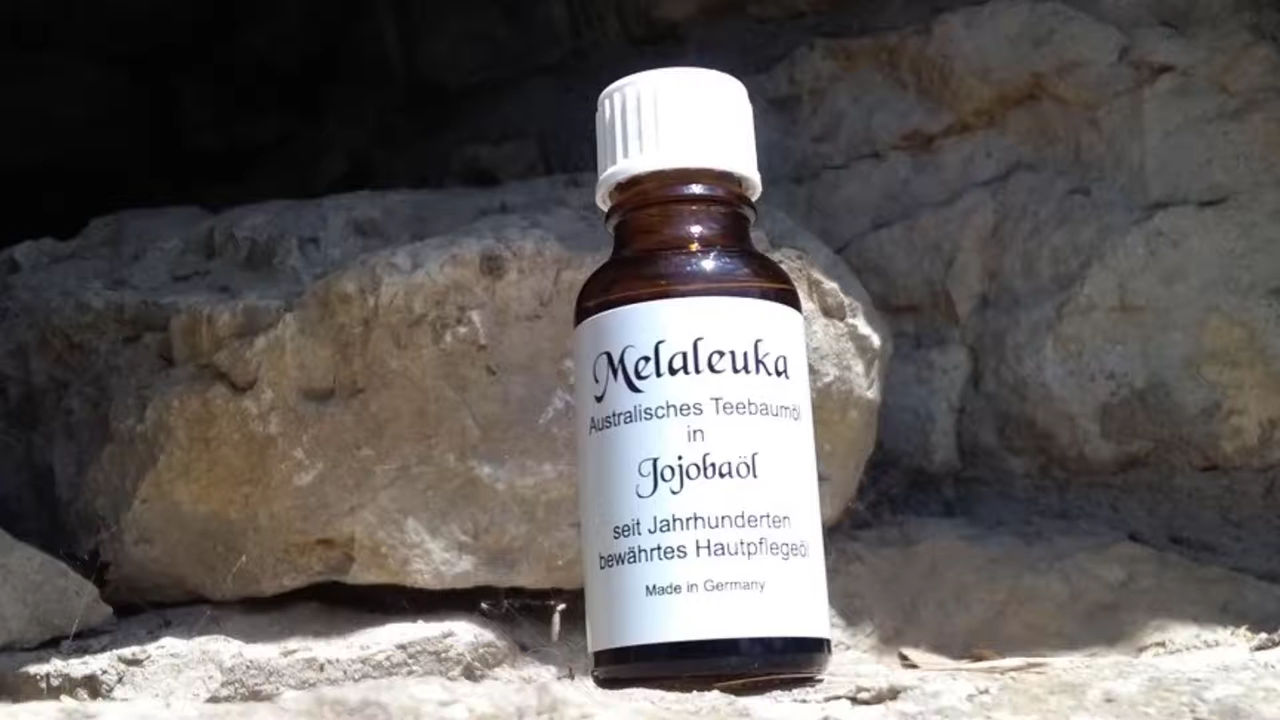 Melaleuka
Australisches Teebaumöl
in
Jojobaöl
seit Jahrhunderten
bewährtes Hautpflegeöl
Made in Germany